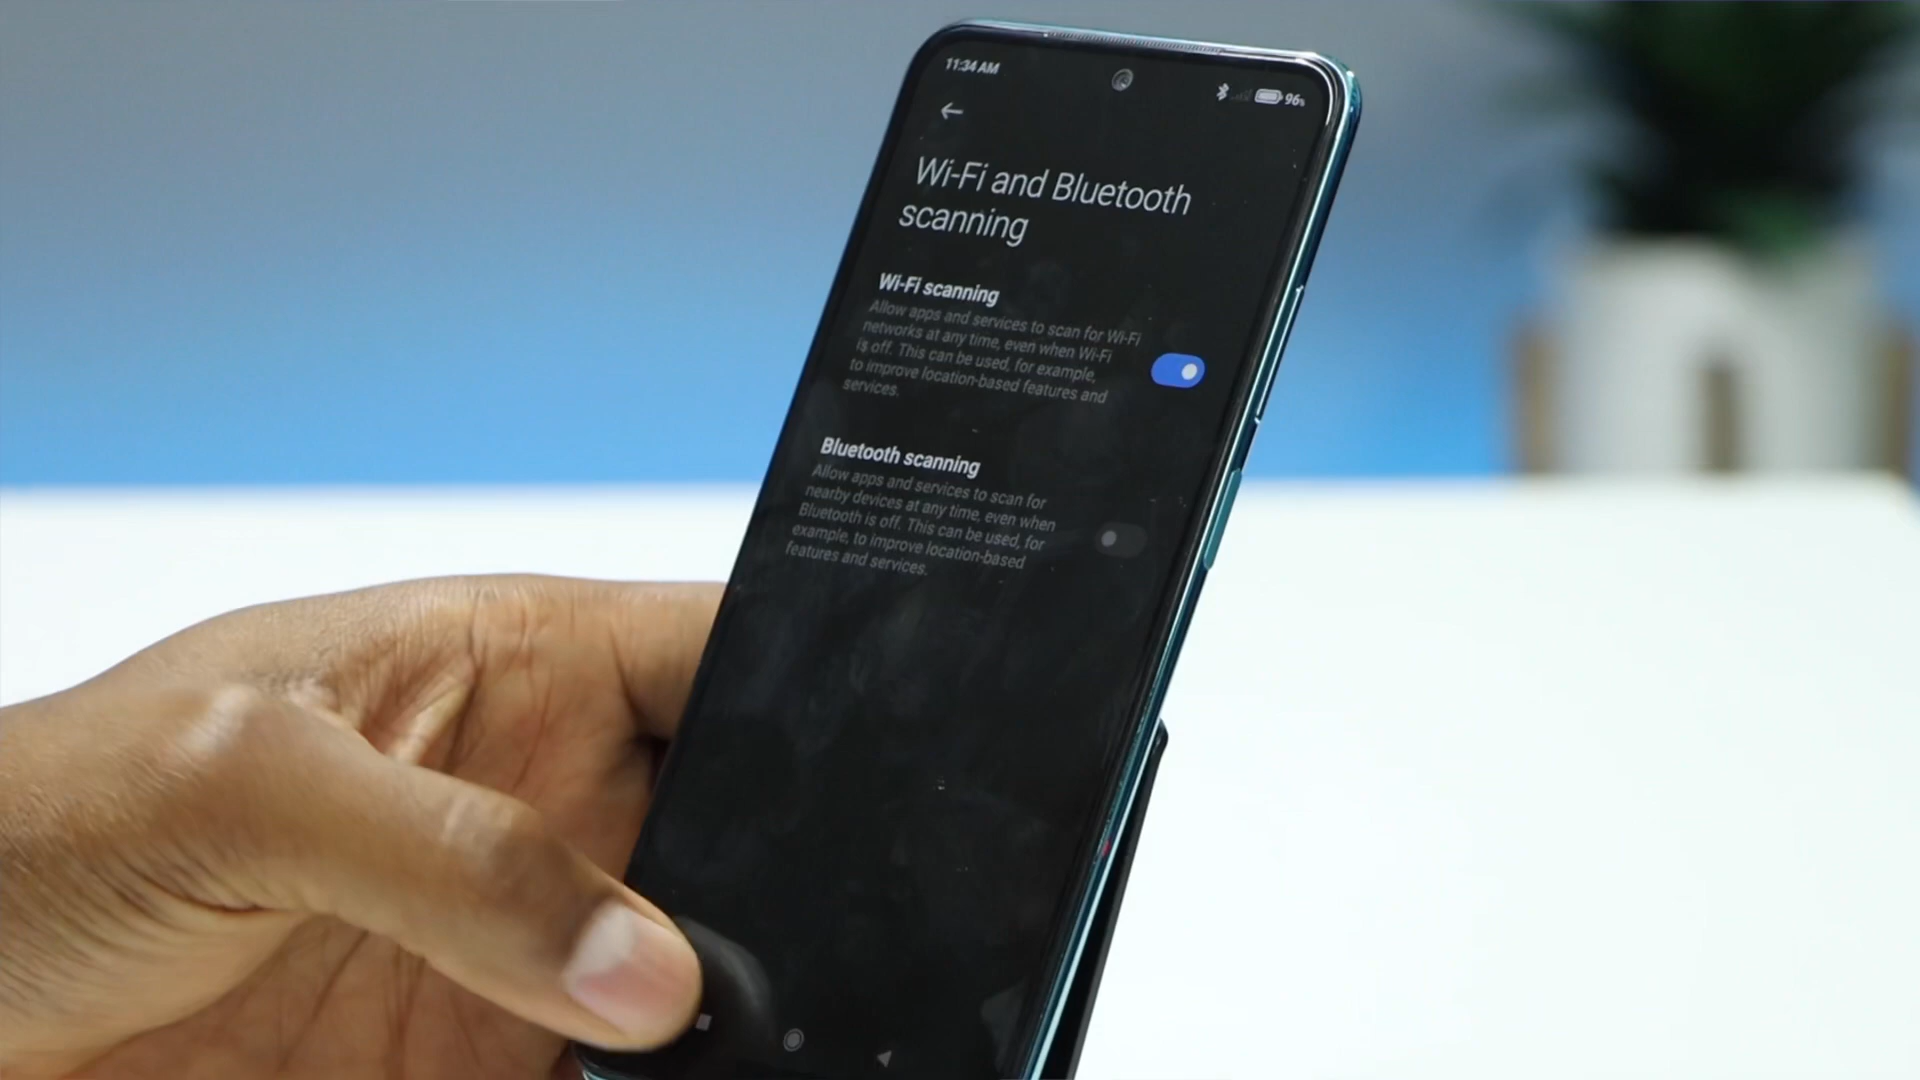 11:34 AM
96%
Wi-Fi and Bluetooth
scanning
Wi-Fi scanning
Allow apps and services to scan for Wi-Fi
networks at any time, even when Wi-Fi
is off. This can be used, for example,
to improve location-based features and
services.
Bluetooth scanning
Allow apps and services to scan for
nearby devices at any time, even when
Bluetooth is off. This can be used, for
example, to improve location-based
features and services.